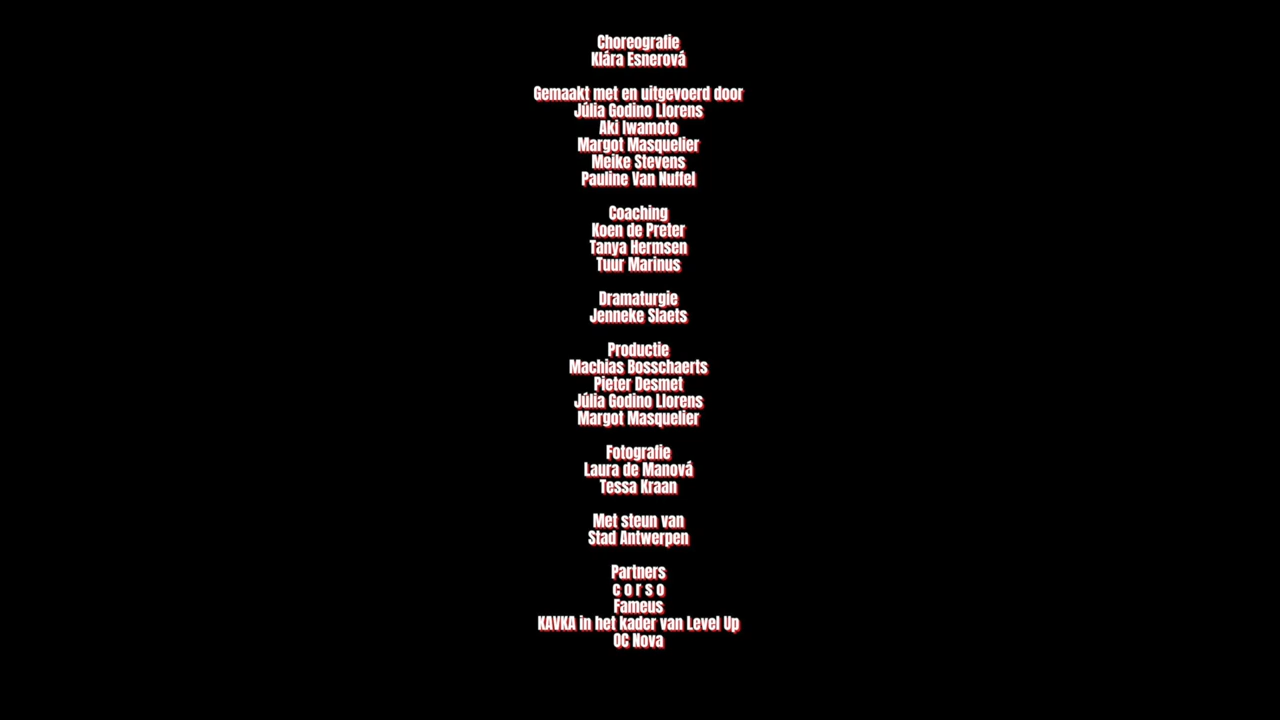 Choreografie
Klára Esnerová
Gemaakt met en uitgevoerd door
Júlia Godino Llorens
Aki Iwamoto
Margot Masquelier
Meike Stevens
Pauline Van Nuffel
Coaching
Koen de Preter
Tanya Hermsen
Tuur Marinus
Dramaturgie
Jenneke Slaets
Productie
Machias Bosschaerts
Pieter Desmet
Júlia Godino Llorens
Margot Masquelier
Fotografie
Laura de Manová
Tessa Kraan
Met steun van
Stad Antwerpen
Partners
c o r s o
Fameus
KAVKA in het kader van Level Up
OC Nova